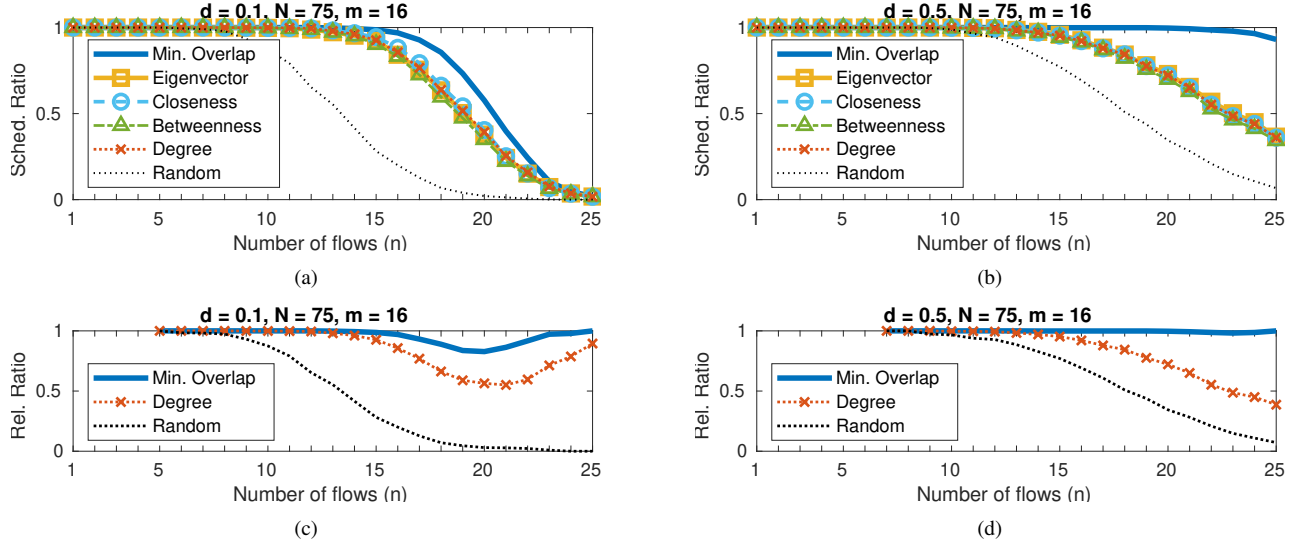 d = 0.1, N = 75, m = 16
Sched. Ratio
1
0.5
0
Min. Overlap
Eigenvector
Closeness
Betweenness
Degree
Random
1 5 10 15 20 25
Number of flows (n)
(a)
d = 0.5, N = 75, m = 16
Sched. Ratio
1
0.5
0
Min. Overlap
Eigenvector
Closeness
Betweenness
Degree
Random
1 5 10 15 20 25
Number of flows (n)
(b)
d = 0.1, N = 75, m = 16
Rel. Ratio
1
0.5
0
Min. Overlap
Degree
Random
1 5 10 15 20 25
Number of flows (n)
(c)
d = 0.5, N = 75, m = 16
Rel. Ratio
1
0.5
0
Min. Overlap
Degree
Random
1 5 10 15 20 25
Number of flows (n)
(d)